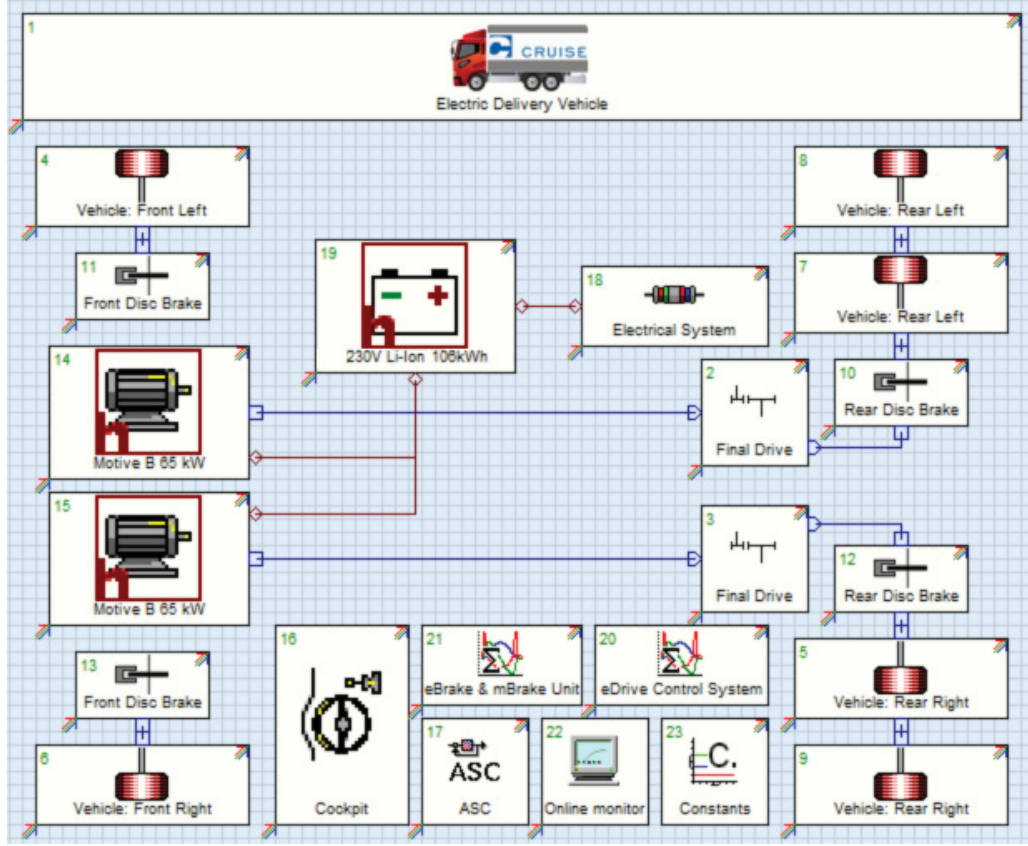 1
CRUISE
Electric Delivery Vehicle
4
Vehicle: Front Left
8
Vehicle: Rear Left
11
Front Disc Brake
19
230V Li-Ion 106kWh
18
Electrical System
7
Vehicle: Rear Left
14
Motive B 65 kW
2
Final Drive
10
Rear Disc Brake
15
Motive B 65 kW
3
Final Drive
12
Rear Disc Brake
13
Front Disc Brake
16
Cockpit
21
eBrake & mBrake Unit
20
eDrive Control System
5
Vehicle: Rear Right
6
Vehicle: Front Right
17
ASC
ASC
22
Online monitor
23
C.
Constants
9
Vehicle: Rear Right